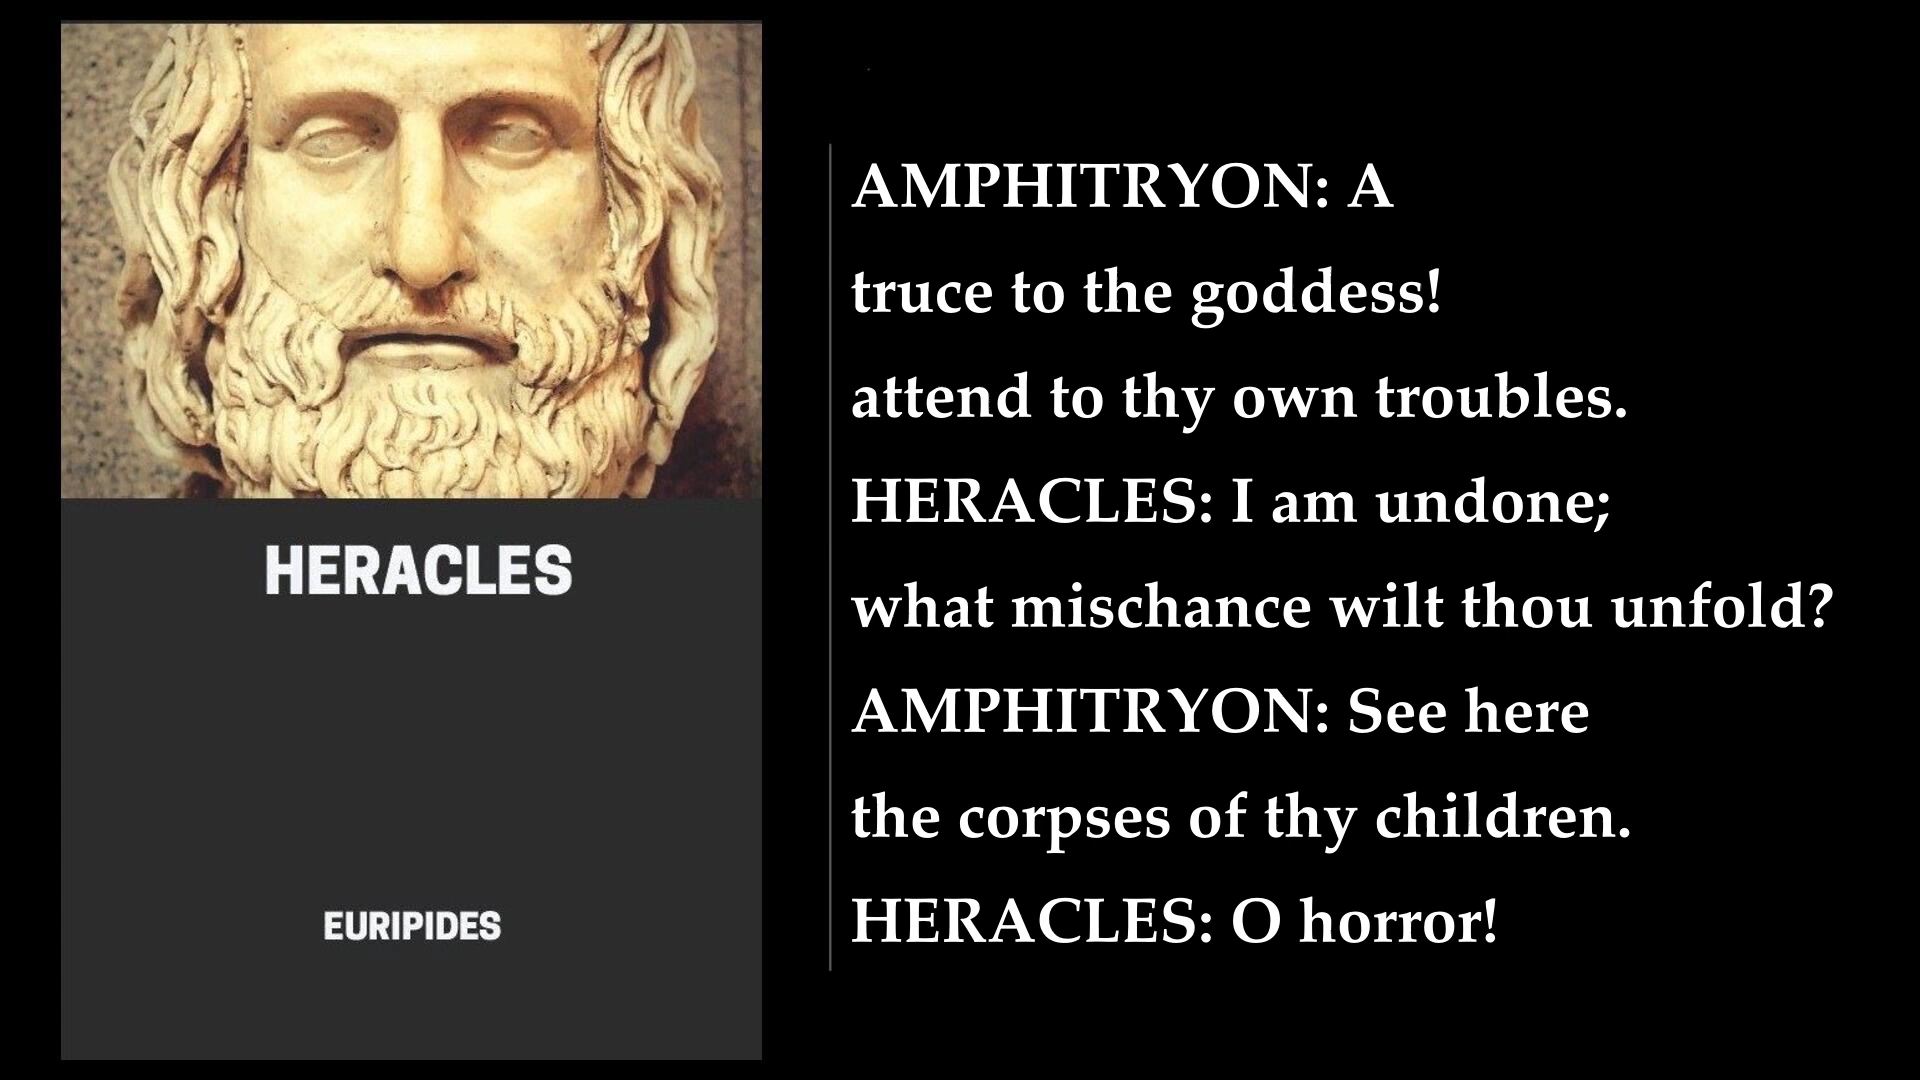 HERACLES
EURIPIDES
AMPHITRYON: A
truce to the goddess!
attend to thy own troubles.
HERACLES: I am undone;
what mischance wilt thou unfold?
AMPHITRYON: See here
the corpses of thy children.
HERACLES: O horror!